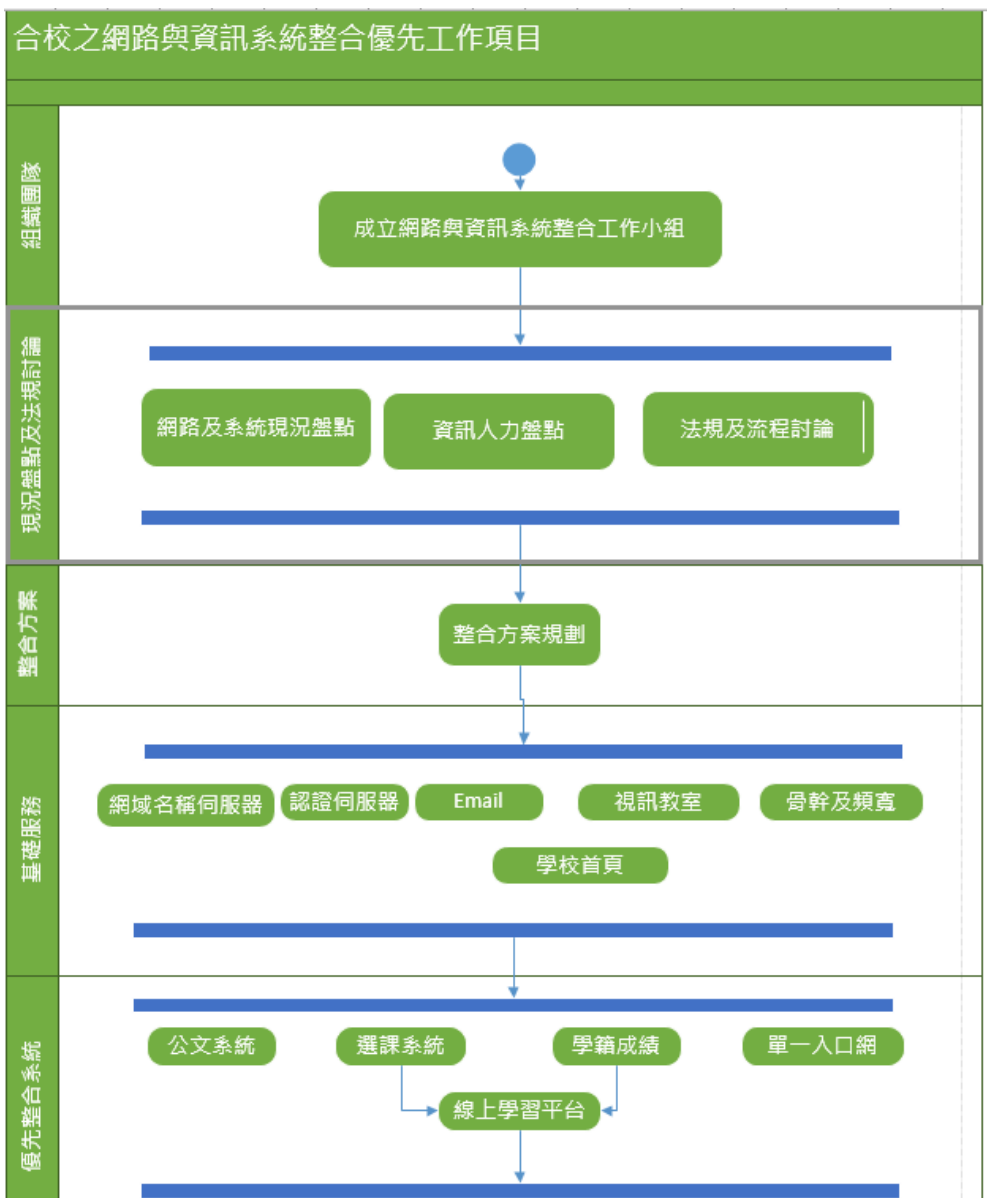 合校之網路與資訊系統整合優先工作項目
組織團隊
成立網路與資訊系統整合工作小組
現況盤點及法規討論
網路及系統現況盤點
資訊人力盤點
法規及流程討論
整合方案
整合方案規劃
基礎服務
網域名稱伺服器
認證伺服器
Email
視訊教室
骨幹及頻寬
學校首頁
優先整合系統
公文系統
選課系統
學籍成績
單一入口網
線上學習平台